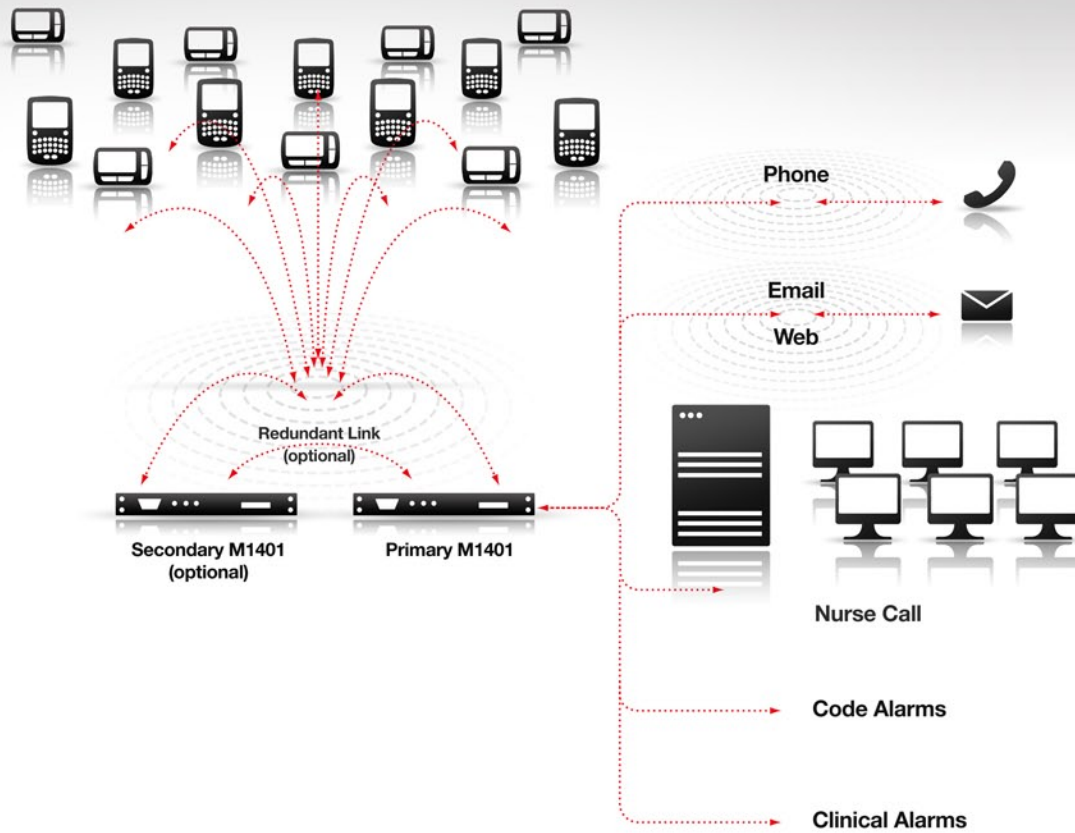 Phone
Email
Web
Redundant Link
(optional)
Secondary M1401
(optional)
Primary M1401
Nurse Call
Code Alarms
Clinical Alarms